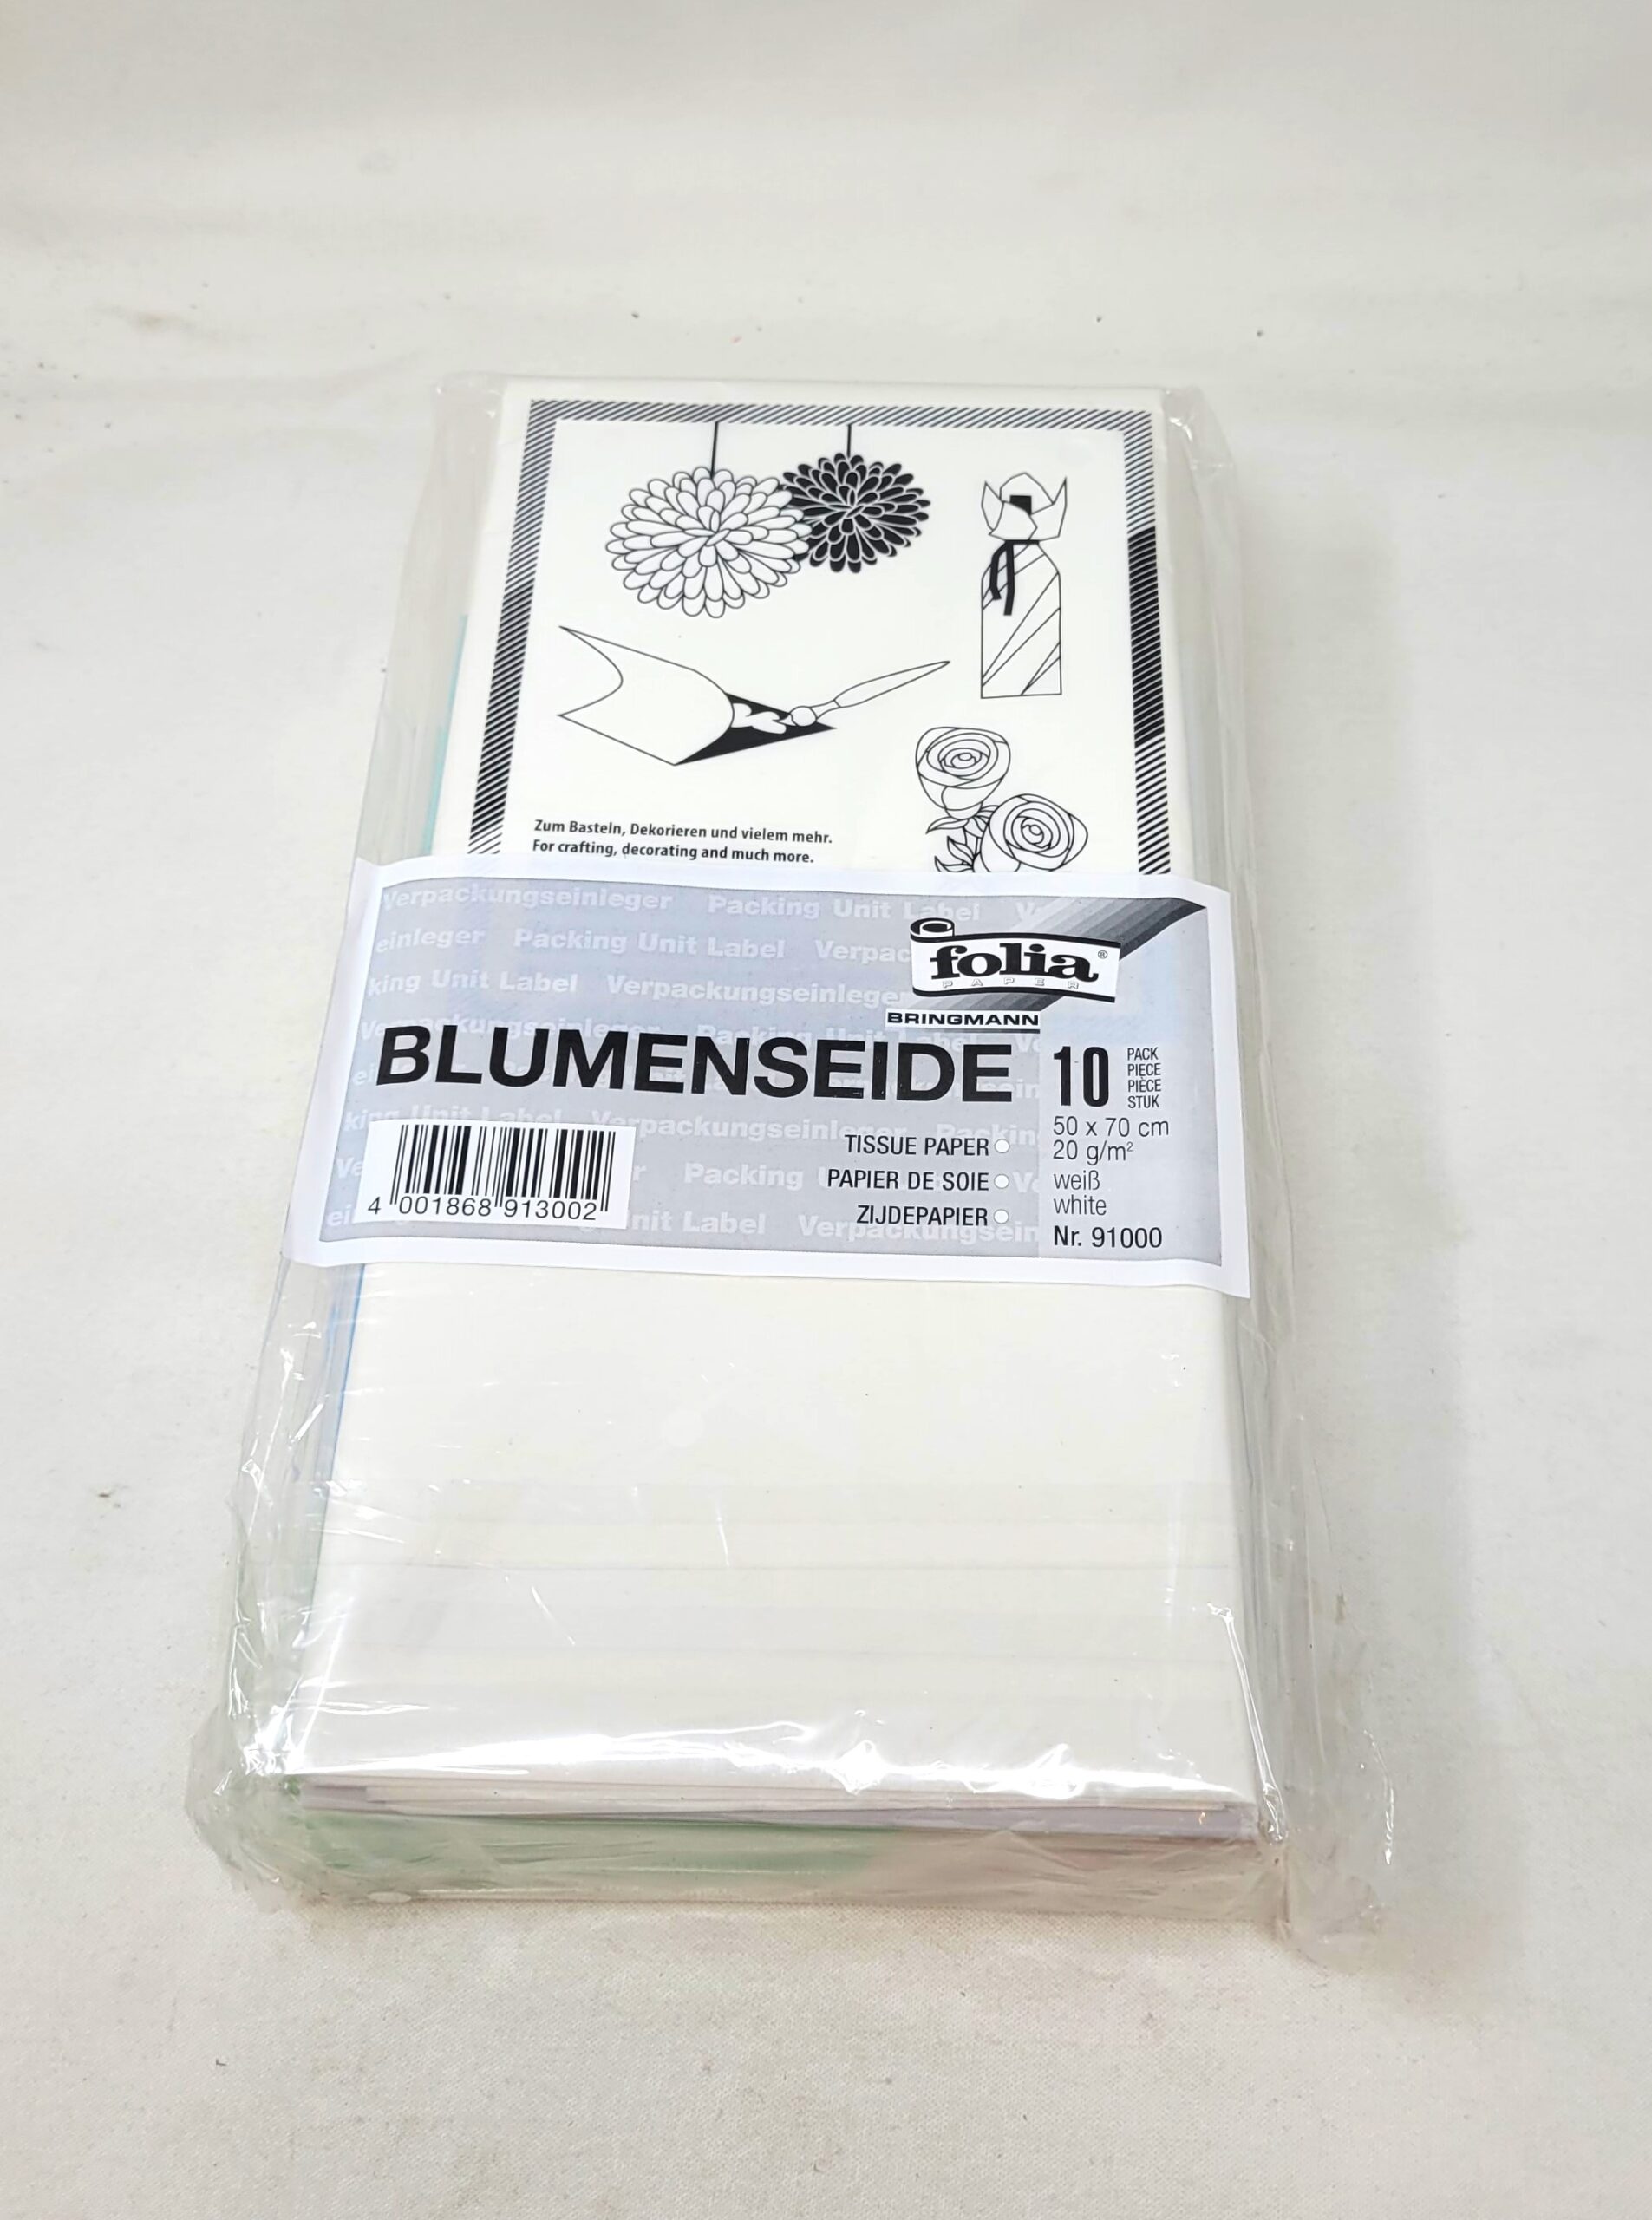 Zum Basteln, Dekorieren und vielem mehr.
For crafting, decorating and much more.
Verpackungseinleger Packing Unit Label
einleger Packing Unit Label
king Unit Label Verpackungseinleger
folia®
PAPER
BRINGMANN
BLUMENSEIDE
10 PACK
PIECE
PIÈCE
STUK
50 x 70 cm
20 g/m²
weiß
white
Nr. 91000
TISSUE PAPER
PAPIER DE SOIE
ZIJDEPAPIER
4 001868 913002